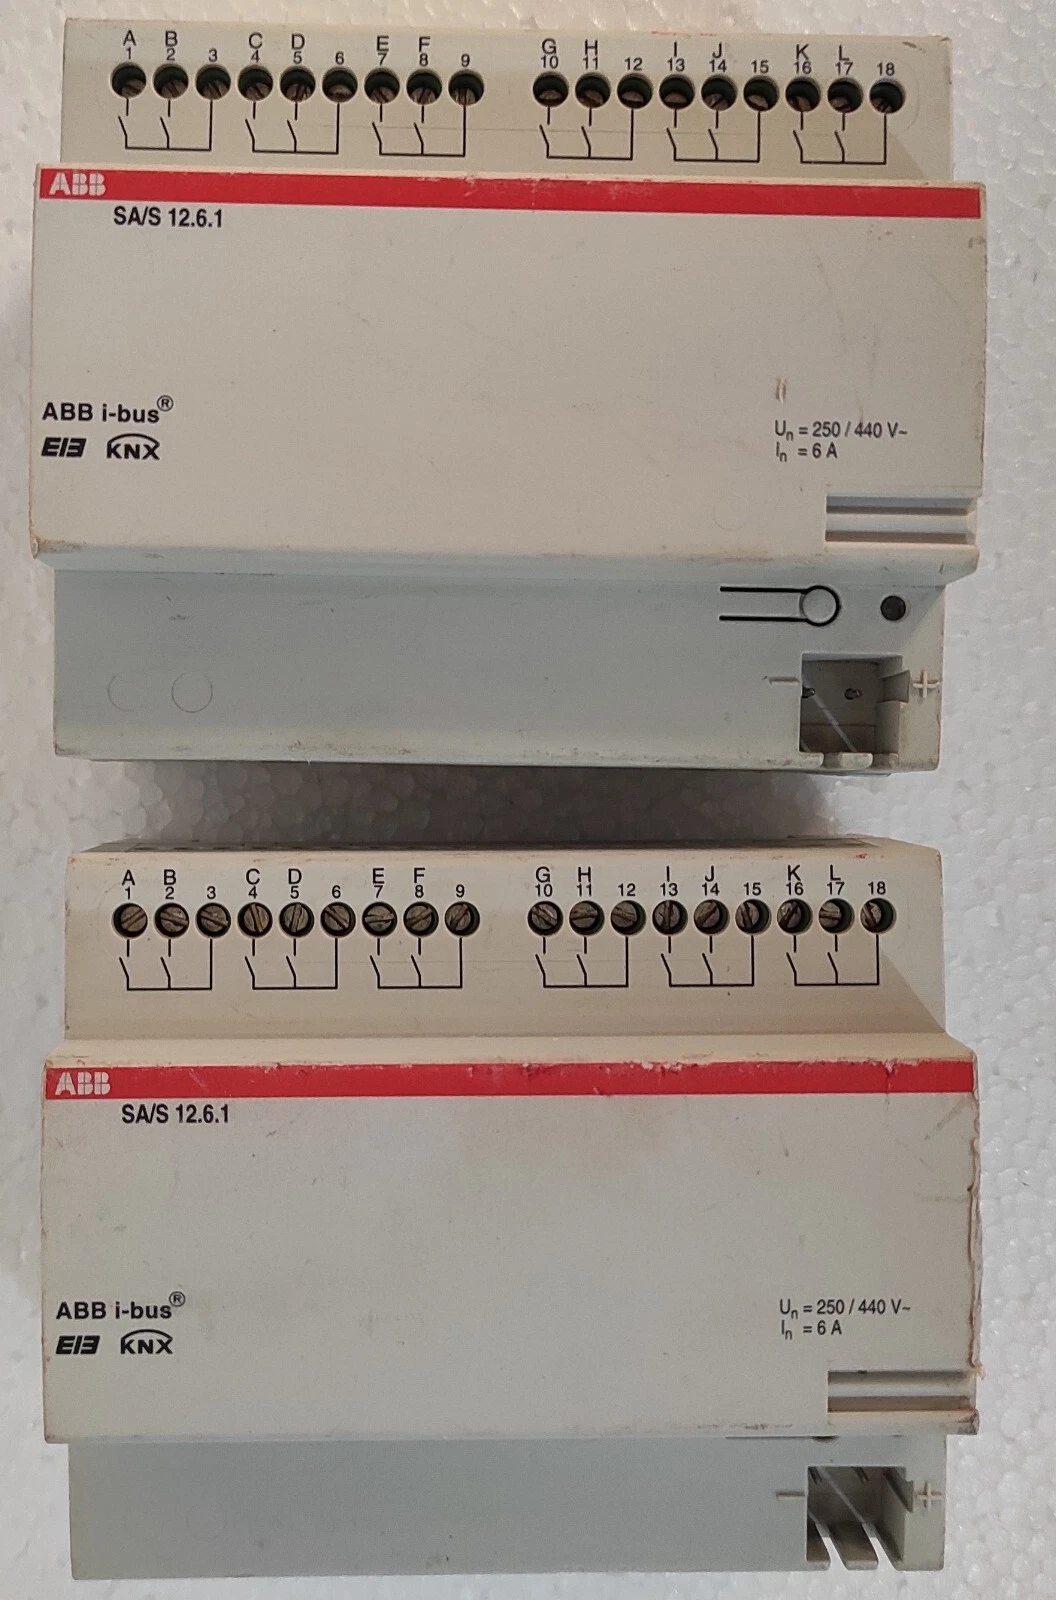 A B C D E F G H I J K L
1 2 3 4 5 6 7 8 9 10 11 12 13 14 15 16 17 18
ABB
SA/S 12.6.1
ABB i-bus®
EIB KNX
Un = 250 / 440 V~
In = 6 A
- +
A B C D E F G H I J K L
1 2 3 4 5 6 7 8 9 10 11 12 13 14 15 16 17 18
ABB
SA/S 12.6.1
ABB i-bus®
EIB KNX
Un = 250 / 440 V~
In = 6 A
- +